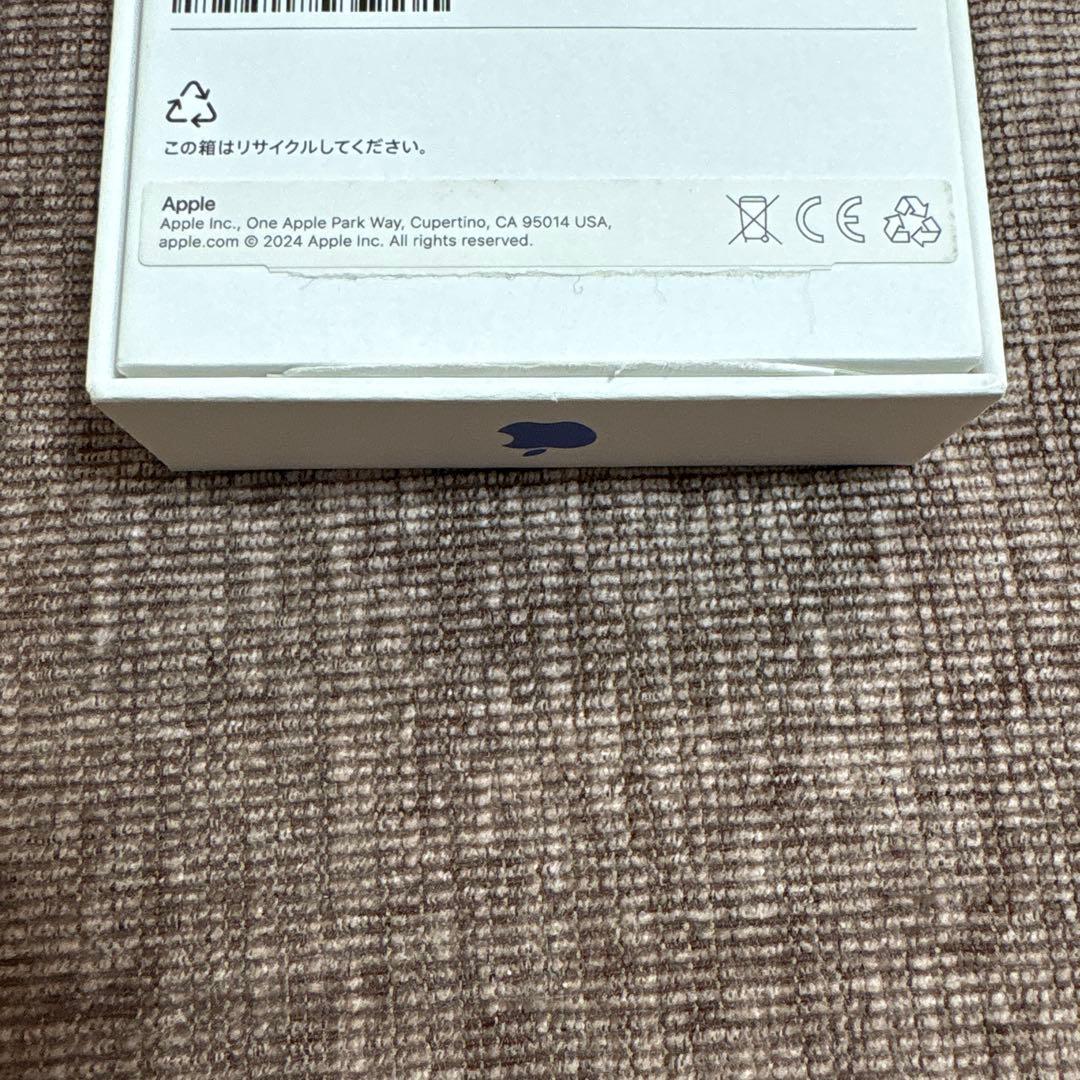 この箱はリサイクルしてください。
Apple
Apple Inc., One Apple Park Way, Cupertino, CA 95014 USA,
apple.com © 2024 Apple Inc. All rights reserved.
CE